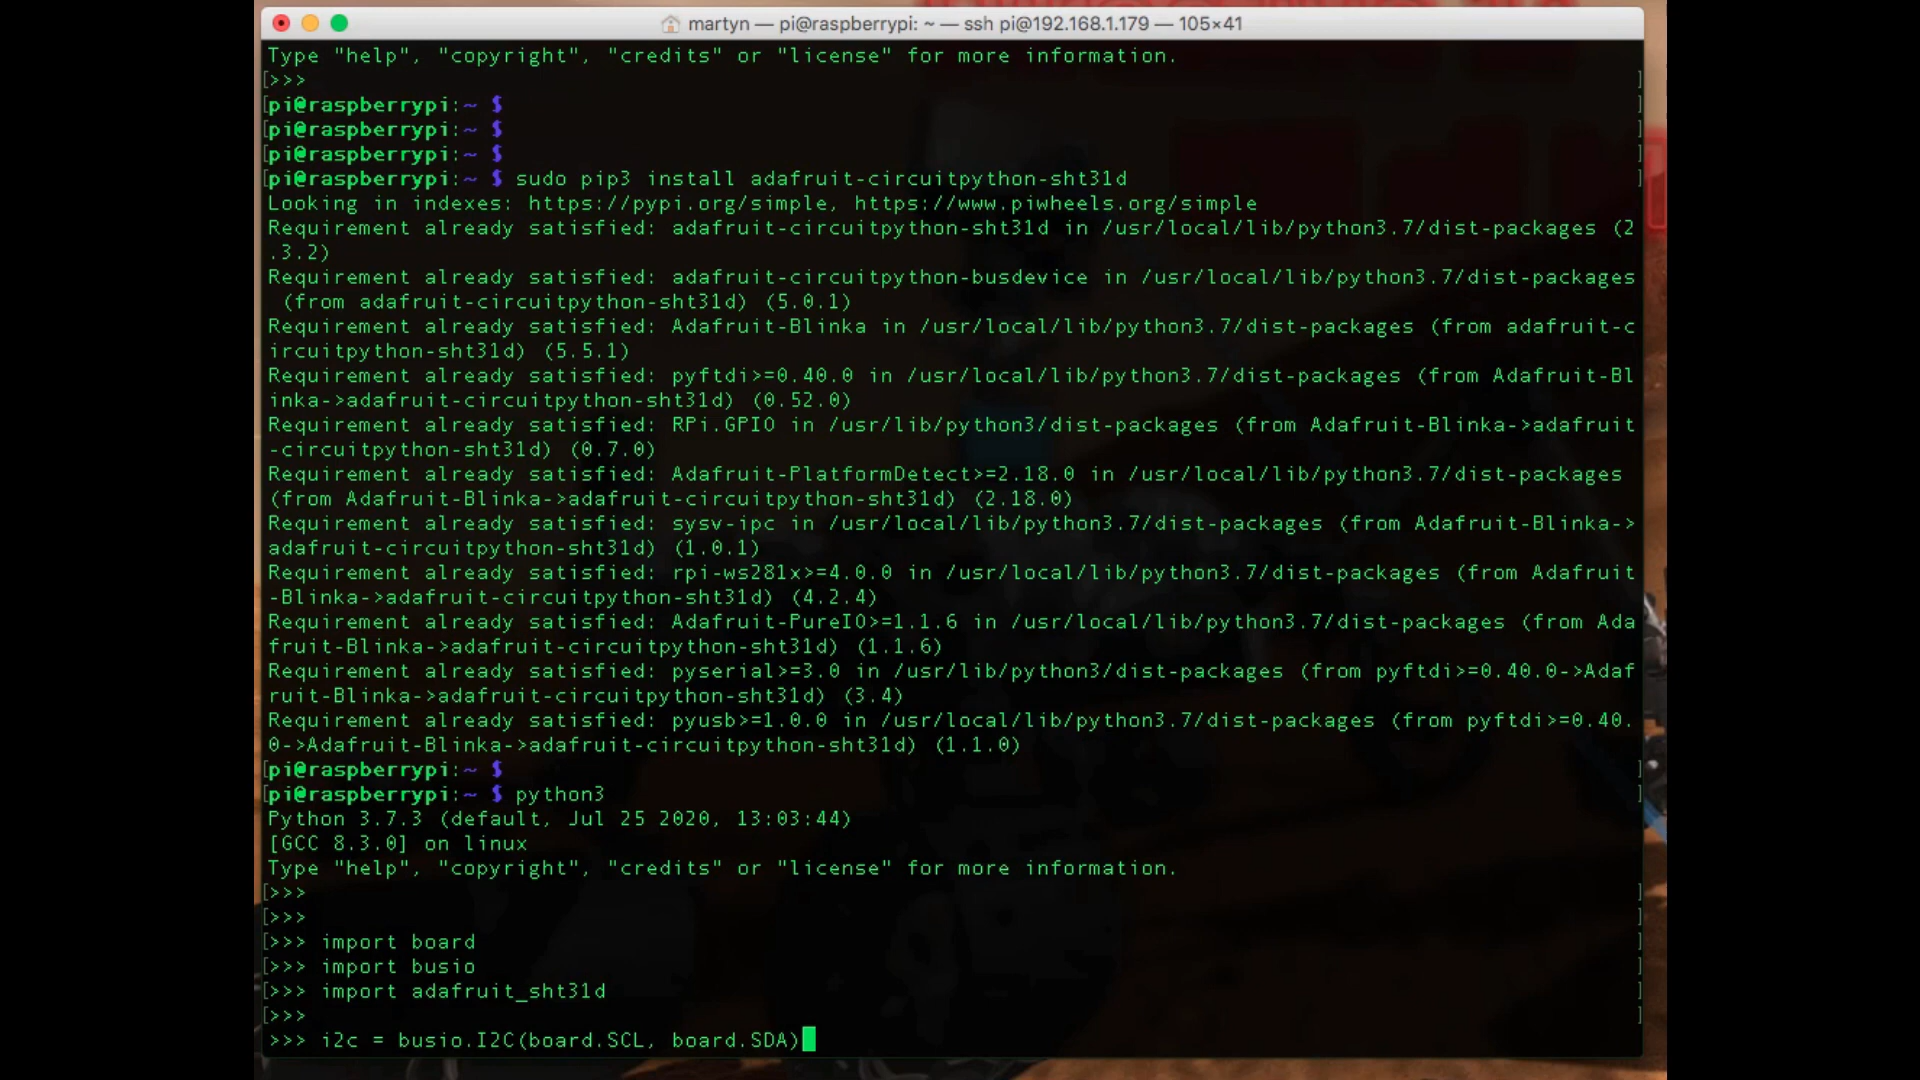 martyn — pi@raspberrypi: ~ — ssh pi@192.168.1.179 — 105×41
Type "help", "copyright", "credits" or "license" for more information.
[>>> ]
[pi@raspberrypi:~ $ ]
[pi@raspberrypi:~ $ ]
[pi@raspberrypi:~ $ ]
[pi@raspberrypi:~ $ sudo pip3 install adafruit-circuitpython-sht31d ]
Looking in indexes: https://pypi.org/simple, https://www.piwheels.org/simple
Requirement already satisfied: adafruit-circuitpython-sht31d in /usr/local/lib/python3.7/dist-packages (2
.3.2)
Requirement already satisfied: adafruit-circuitpython-busdevice in /usr/local/lib/python3.7/dist-packages
(from adafruit-circuitpython-sht31d) (5.0.1)
Requirement already satisfied: Adafruit-Blinka in /usr/local/lib/python3.7/dist-packages (from adafruit-c
ircuitpython-sht31d) (5.5.1)
Requirement already satisfied: pyftdi>=0.40.0 in /usr/local/lib/python3.7/dist-packages (from Adafruit-Bl
inka->adafruit-circuitpython-sht31d) (0.52.0)
Requirement already satisfied: RPi.GPIO in /usr/lib/python3/dist-packages (from Adafruit-Blinka->adafruit
-circuitpython-sht31d) (0.7.0)
Requirement already satisfied: Adafruit-PlatformDetect>=2.18.0 in /usr/local/lib/python3.7/dist-packages
(from Adafruit-Blinka->adafruit-circuitpython-sht31d) (2.18.0)
Requirement already satisfied: sysv-ipc in /usr/local/lib/python3.7/dist-packages (from Adafruit-Blinka->
adafruit-circuitpython-sht31d) (1.0.1)
Requirement already satisfied: rpi-ws281x>=4.0.0 in /usr/local/lib/python3.7/dist-packages (from Adafruit
-Blinka->adafruit-circuitpython-sht31d) (4.2.4)
Requirement already satisfied: Adafruit-PureIO>=1.1.6 in /usr/local/lib/python3.7/dist-packages (from Ada
fruit-Blinka->adafruit-circuitpython-sht31d) (1.1.6)
Requirement already satisfied: pyserial>=3.0 in /usr/lib/python3/dist-packages (from pyftdi>=0.40.0->Adaf
ruit-Blinka->adafruit-circuitpython-sht31d) (3.4)
Requirement already satisfied: pyusb>=1.0.0 in /usr/local/lib/python3.7/dist-packages (from pyftdi>=0.40.
0->Adafruit-Blinka->adafruit-circuitpython-sht31d) (1.1.0)
[pi@raspberrypi:~ $ ]
[pi@raspberrypi:~ $ python3 ]
Python 3.7.3 (default, Jul 25 2020, 13:03:44)
[GCC 8.3.0] on linux
Type "help", "copyright", "credits" or "license" for more information.
[>>> ]
[>>> ]
[>>> import board ]
[>>> import busio ]
[>>> import adafruit_sht31d ]
[>>> ]
>>> i2c = busio.I2C(board.SCL, board.SDA)